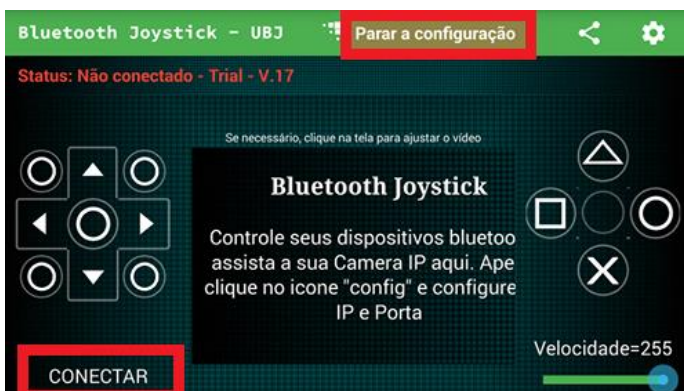 Bluetooth Joystick - UBJ
Parar a configuração
Status: Não conectado - Trial - V.17
Se necessário, clique na tela para ajustar o vídeo
Bluetooth Joystick
Controle seus dispositivos bluetoo
assista a sua Camera IP aqui. Ape
clique no icone "config" e configure
IP e Porta
Velocidade=255
CONECTAR